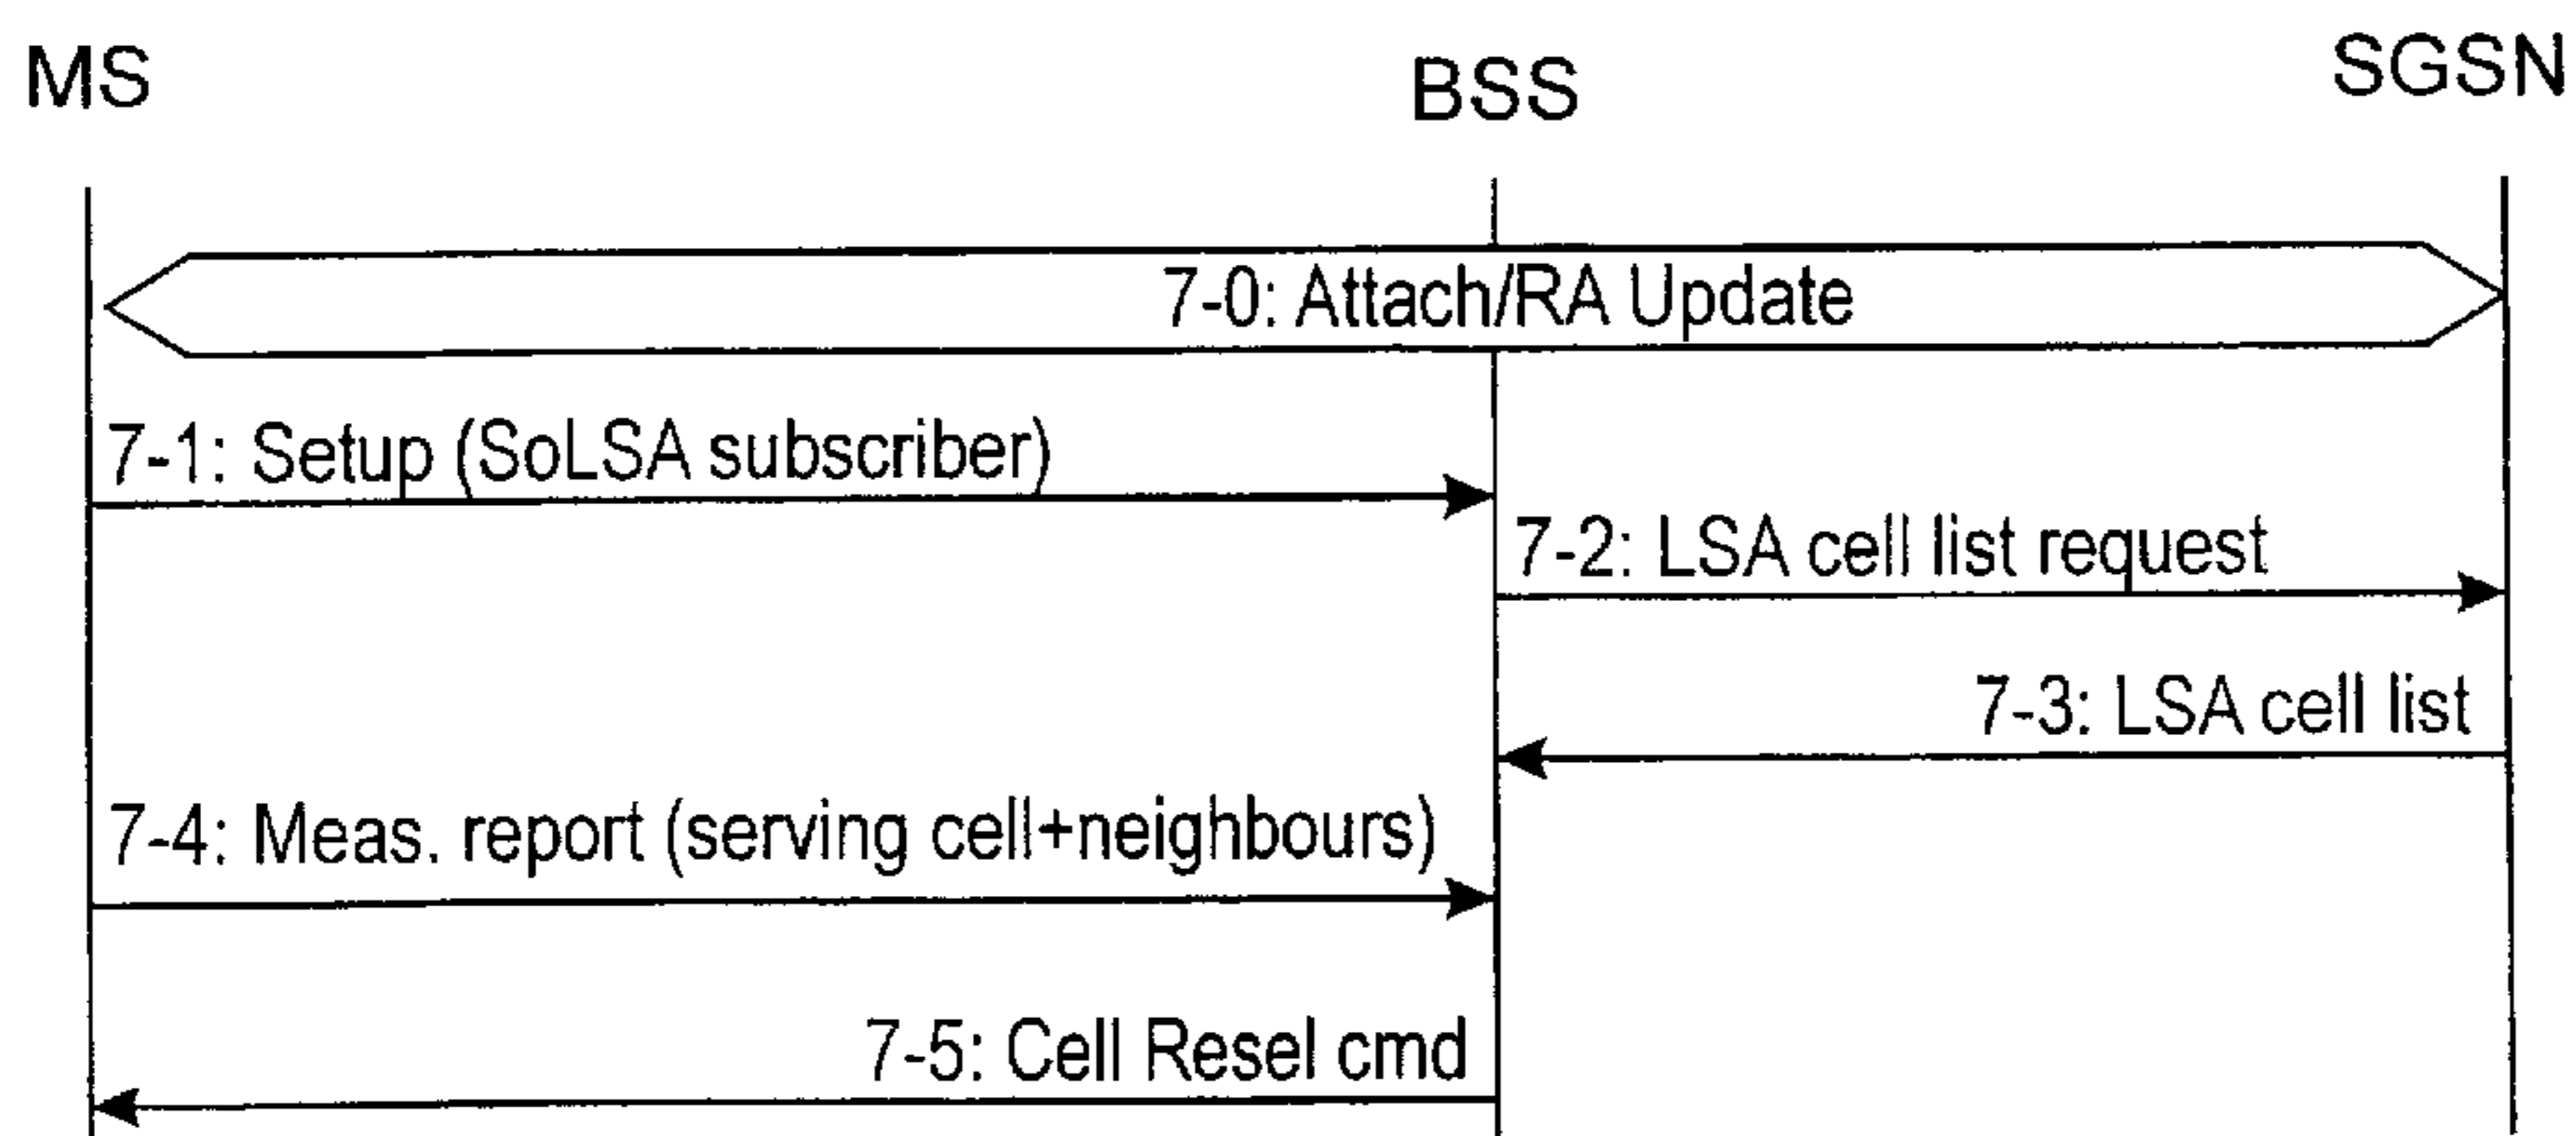 MS
BSS
SGSN
7-0: Attach/RA Update
7-1: Setup (SoLSA subscriber)
7-2: LSA cell list request
7-3: LSA cell list
7-4: Meas. report (serving cell+neighbours)
7-5: Cell Resel cmd